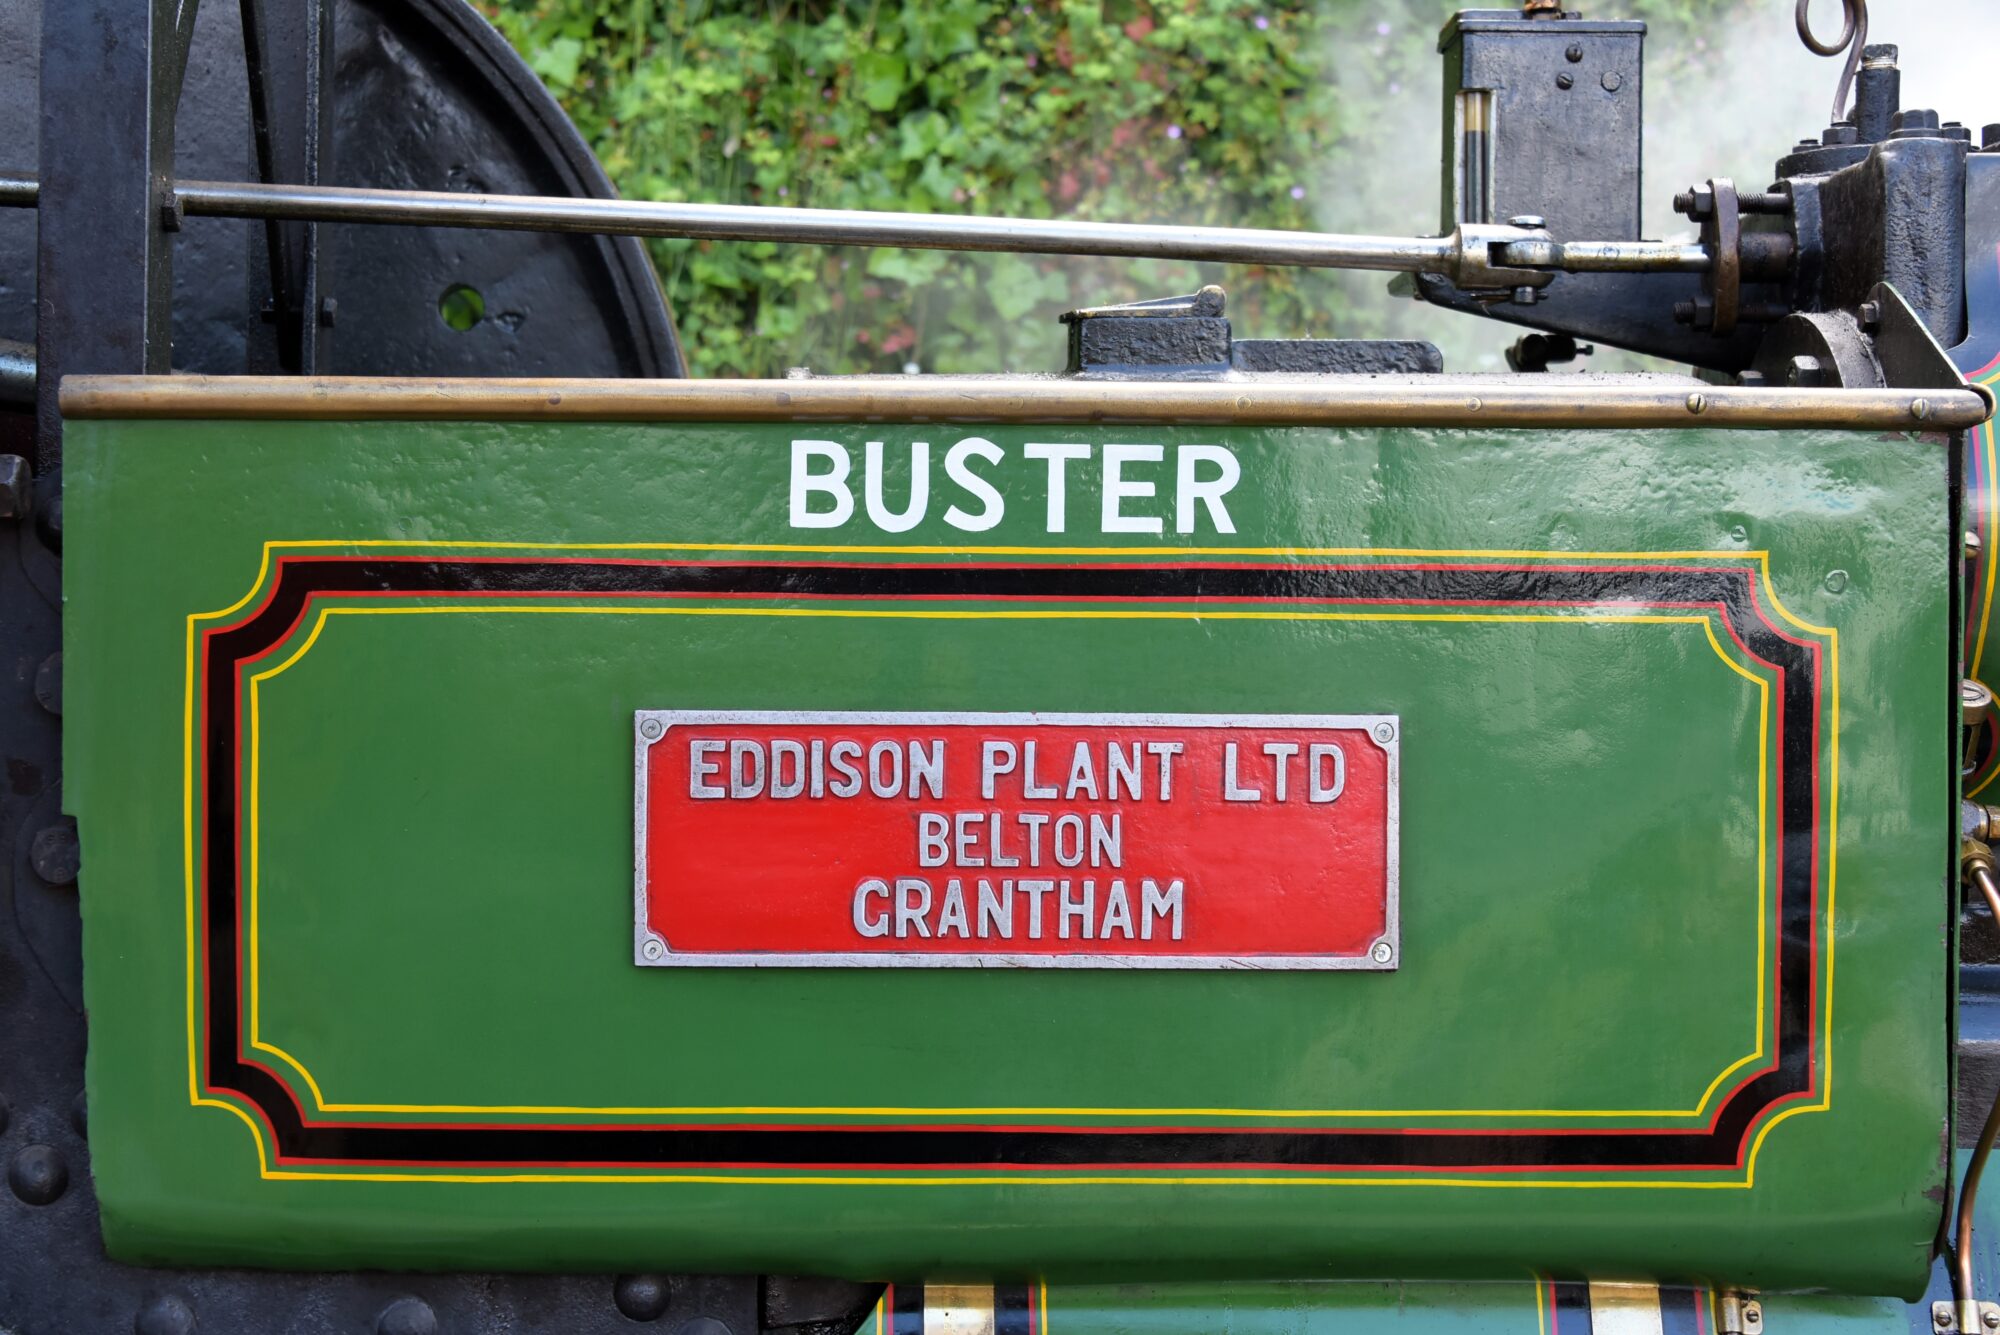 BUSTER
EDDISON PLANT LTD
BELTON
GRANTHAM